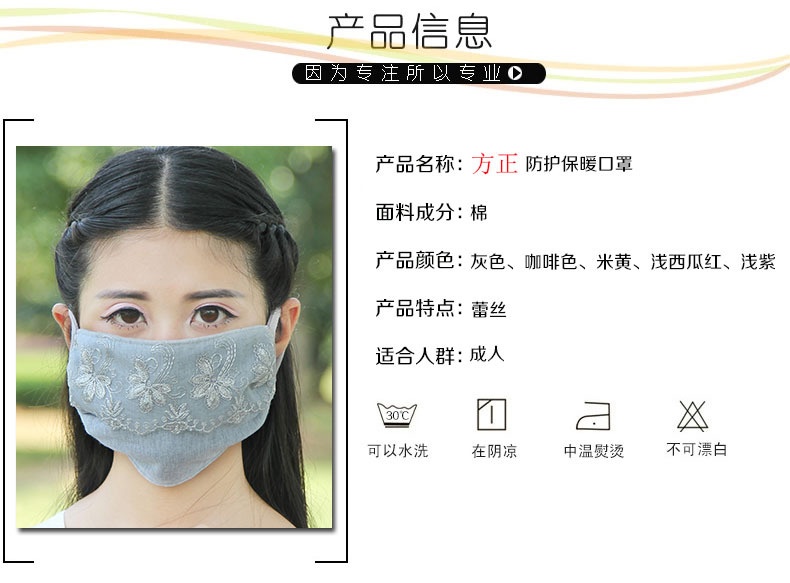 产品信息
因为专注所以专业
产品名称: 方正 防护保暖口罩
面料成分: 棉
产品颜色: 灰色、咖啡色、米黄、浅西瓜红、浅紫
产品特点: 蕾丝
适合人群: 成人
30℃
可以水洗
在阴凉
中温熨烫
不可漂白